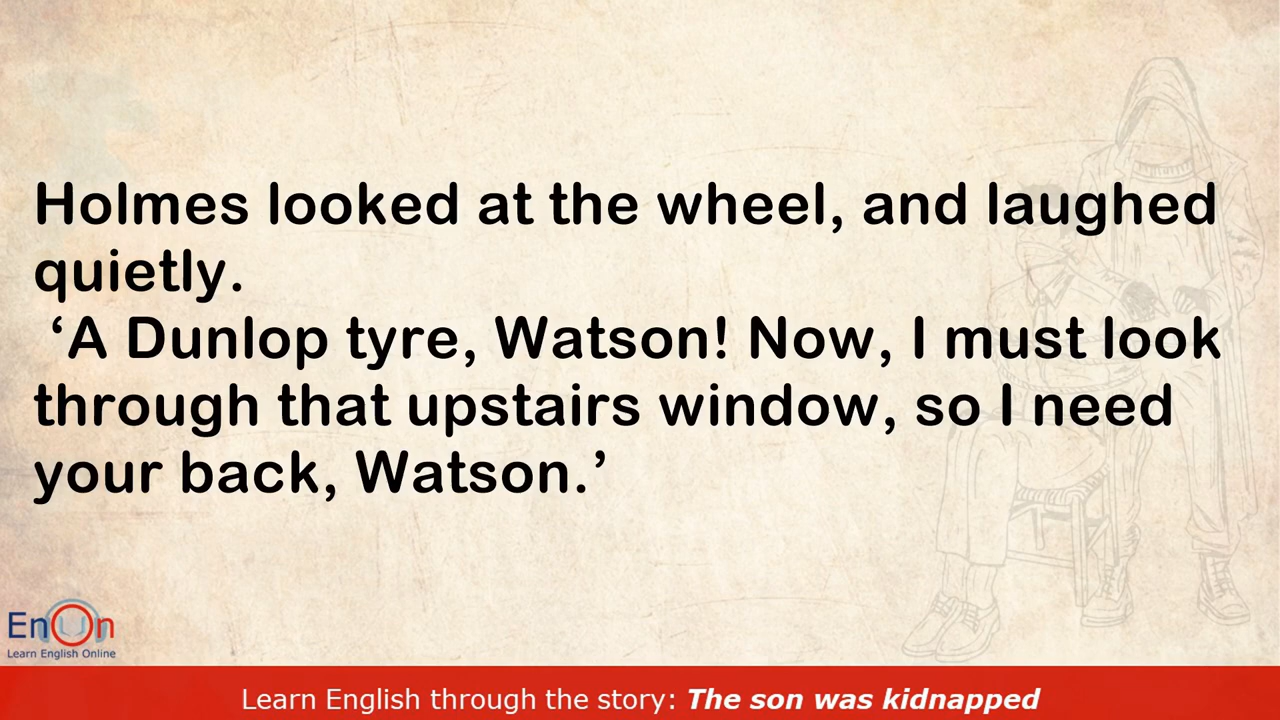 Holmes looked at the wheel, and laughed
quietly.
‘A Dunlop tyre, Watson! Now, I must look
through that upstairs window, so I need
your back, Watson.’
EnOn
Learn English Online
Learn English through the story: The son was kidnapped